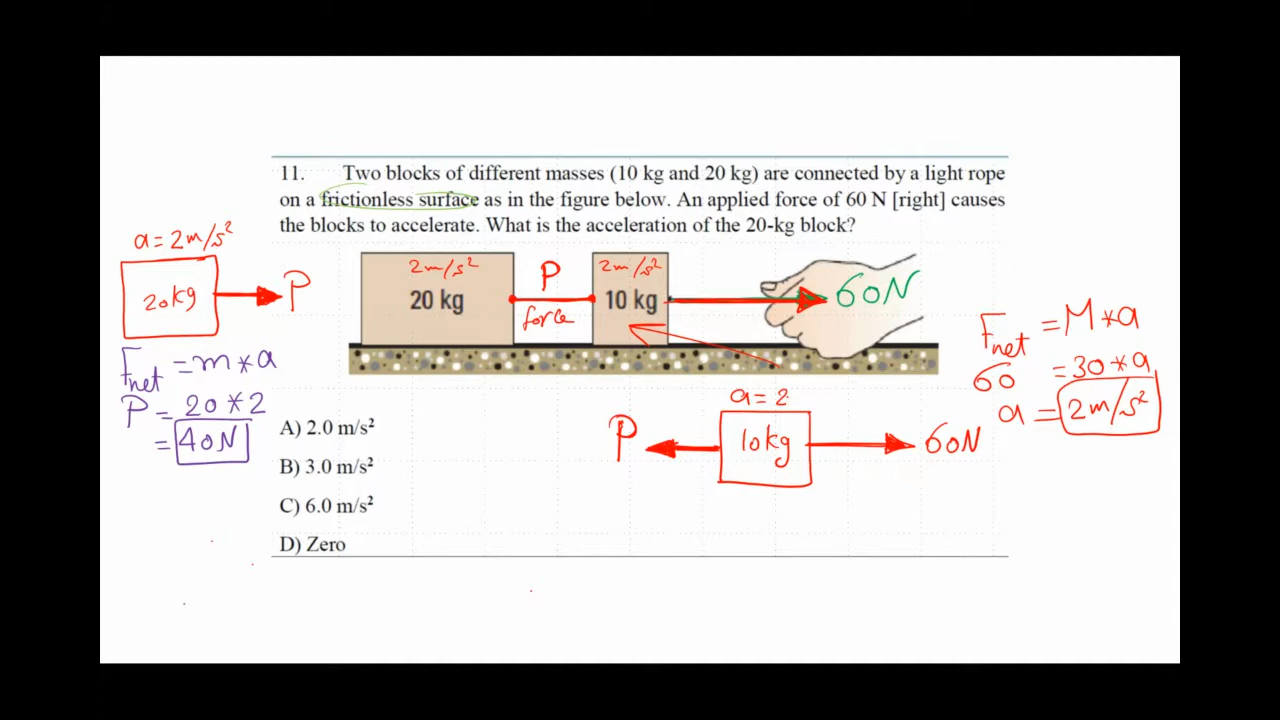 11. Two blocks of different masses (10 kg and 20 kg) are connected by a light rope
on a frictionless surface as in the figure below. An applied force of 60 N [right] causes
the blocks to accelerate. What is the acceleration of the 20-kg block?
a = 2m/s²
20kg
P
Fnet = m*a
P = 20*2
= 40N
2m/s²
20 kg
P
force
2m/s²
10 kg
60N
Fnet = M*a
60 = 30*a
a = 2m/s²
a = 2
P
10kg
60N
A) 2.0 m/s²
B) 3.0 m/s²
C) 6.0 m/s²
D) Zero